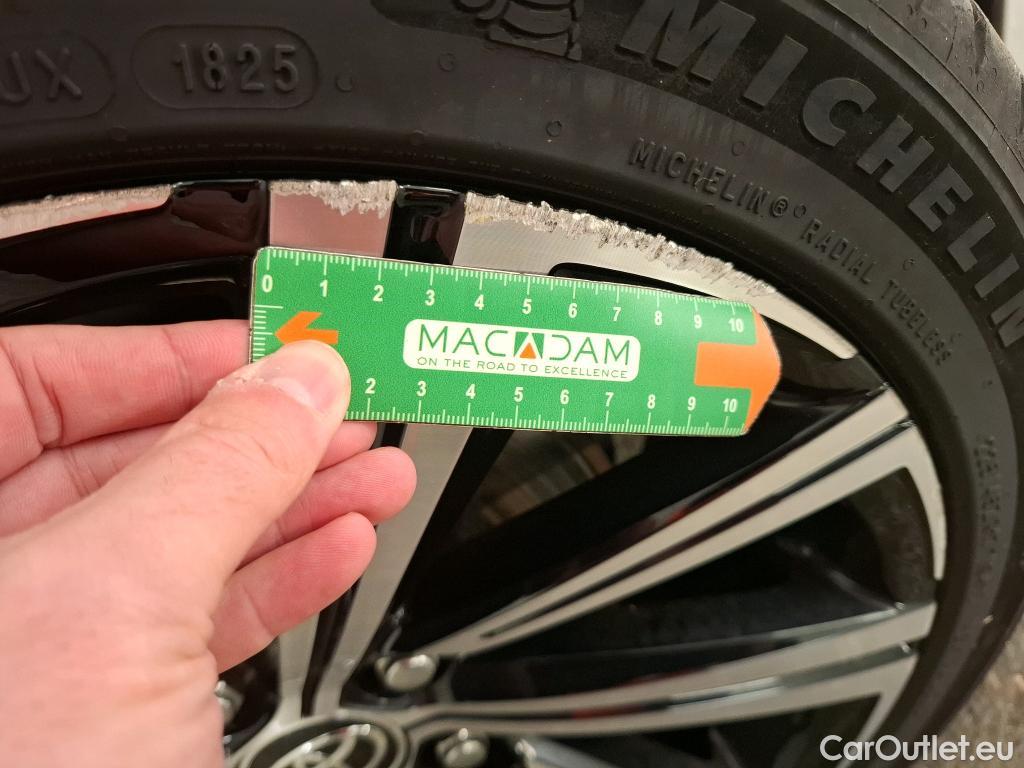 UX
1825
MICHELIN
MICHELIN® RADIAL TUBELESS
0 1 2 3 4 5 6 7 8 9 10
MACADAM
ON THE ROAD TO EXCELLENCE
2 3 4 5 6 7 8 9 10
CarOutlet.eu